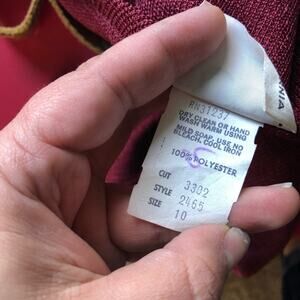 RN31237
DRY CLEAN OR HAND
WASH WARM USING
MILD SOAP, USE NO
BLEACH, COOL IRON
100% POLYESTER
CUT 3302
STYLE 2465
SIZE 10